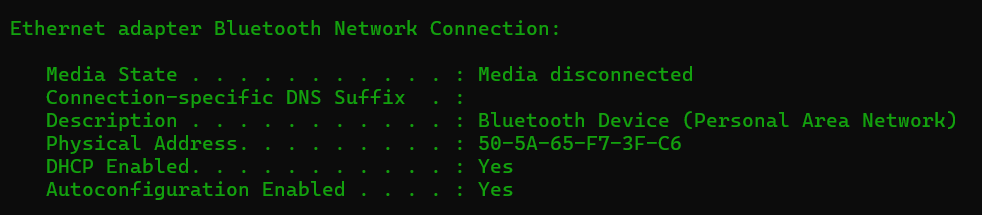 Ethernet adapter Bluetooth Network Connection:
Media State . . . . . . . . . . . : Media disconnected
Connection-specific DNS Suffix  . :
Description . . . . . . . . . . . : Bluetooth Device (Personal Area Network)
Physical Address. . . . . . . . . : 50-5A-65-F7-3F-C6
DHCP Enabled. . . . . . . . . . . : Yes
Autoconfiguration Enabled . . . . : Yes